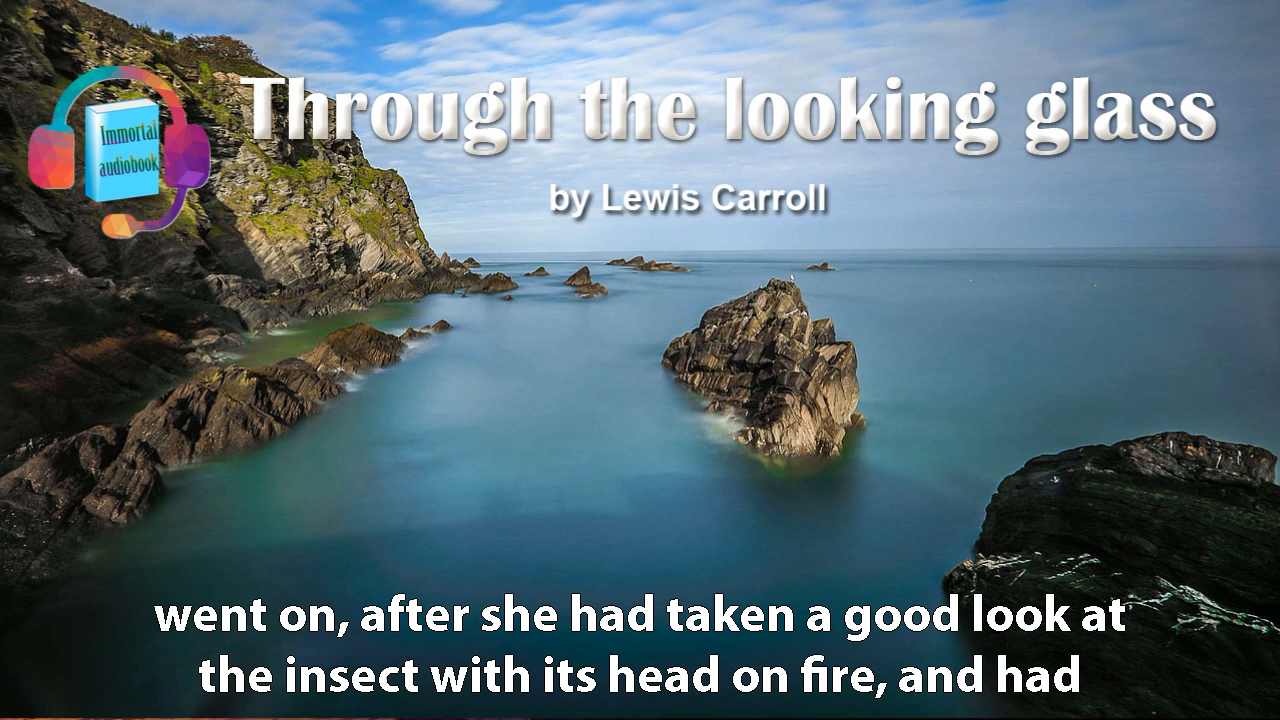 Through the looking glass
Immortal
audiobook
by Lewis Carroll
went on, after she had taken a good look at
the insect with its head on fire, and had